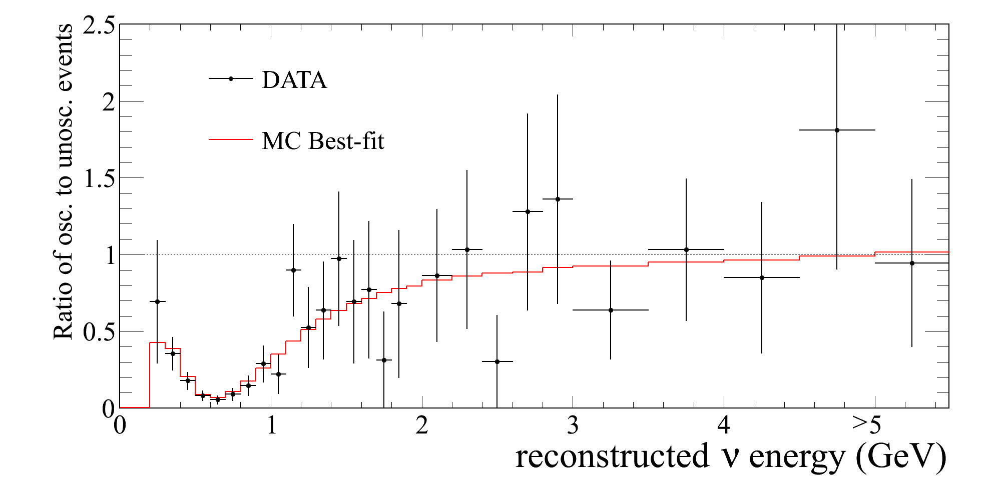 Ratio of osc. to unosc. events
2.5
2
1.5
1
0.5
0
DATA
MC Best-fit
0 1 2 3 4 >5
reconstructed ν energy (GeV)